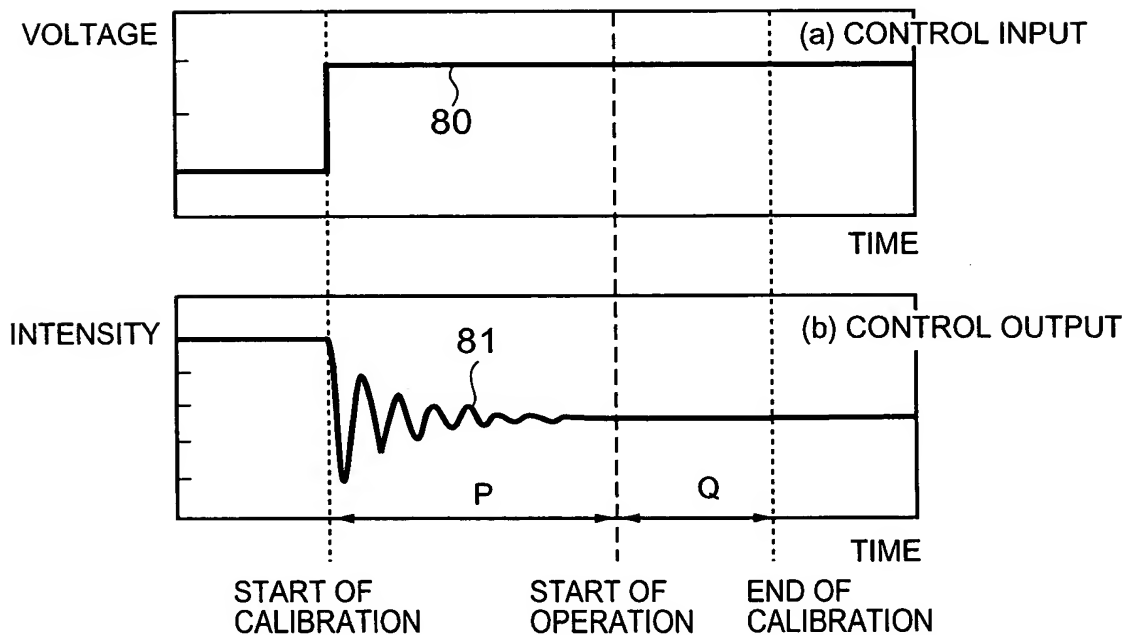 VOLTAGE
(a) CONTROL INPUT
80
TIME
INTENSITY
(b) CONTROL OUTPUT
81
P
Q
TIME
START OF
CALIBRATION
START OF
OPERATION
END OF
CALIBRATION